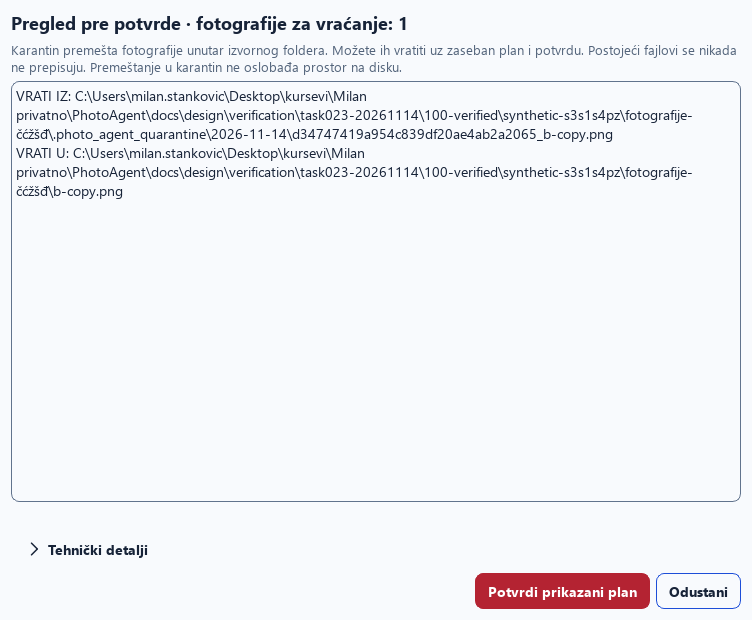 Pregled pre potvrde · fotografije za vraćanje: 1
Karantin premešta fotografije unutar izvornog foldera. Možete ih vratiti uz zaseban plan i potvrdu. Postojeći fajlovi se nikada
ne prepisuju. Premeštanje u karantin ne oslobađa prostor na disku.
VRATI IZ: C:\Users\milan.stankovic\Desktop\kursevi\Milan
privatno\PhotoAgent\docs\design\verification\task023-20261114\100-verified\synthetic-s3s1s4pz\fotografije-
čćžšđ\.photo_agent_quarantine\2026-11-14\d34747419a954c839df20ae4ab2a2065_b-copy.png
VRATI U: C:\Users\milan.stankovic\Desktop\kursevi\Milan
privatno\PhotoAgent\docs\design\verification\task023-20261114\100-verified\synthetic-s3s1s4pz\fotografije-
čćžšđ\b-copy.png
Tehnički detalji
Potvrdi prikazani plan
Odustani